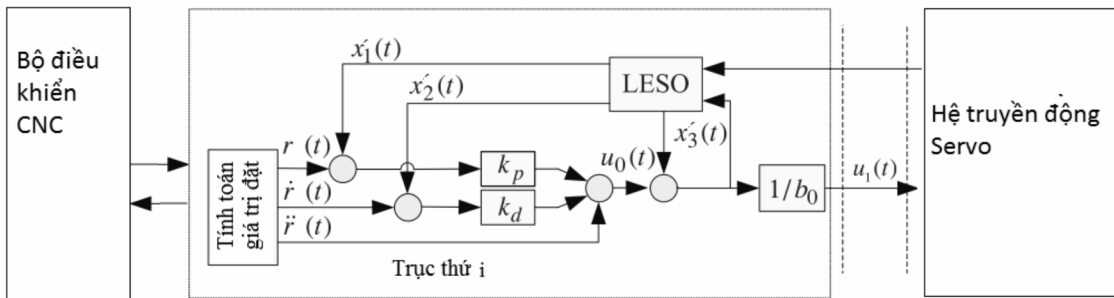 Bộ điều
khiển
CNC
x́₁(t)
x́₂(t)
LESO
x́₃(t)
r (t)
ṙ (t)
r̈ (t)
Tính toán
giá trị đặt
kₚ
k_d
u₀(t)
1/b₀
u₁(t)
Trục thứ i
Hệ truyền động
Servo